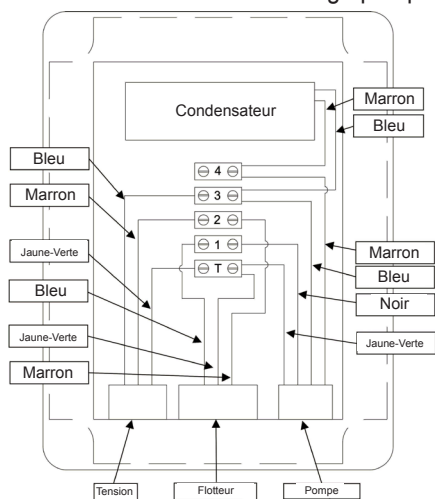 Condensateur
Marron
Bleu
4
3
2
1
T
Bleu
Marron
Jaune-Verte
Bleu
Jaune-Verte
Marron
Marron
Bleu
Noir
Jaune-Verte
Tension
Flotteur
Pompe